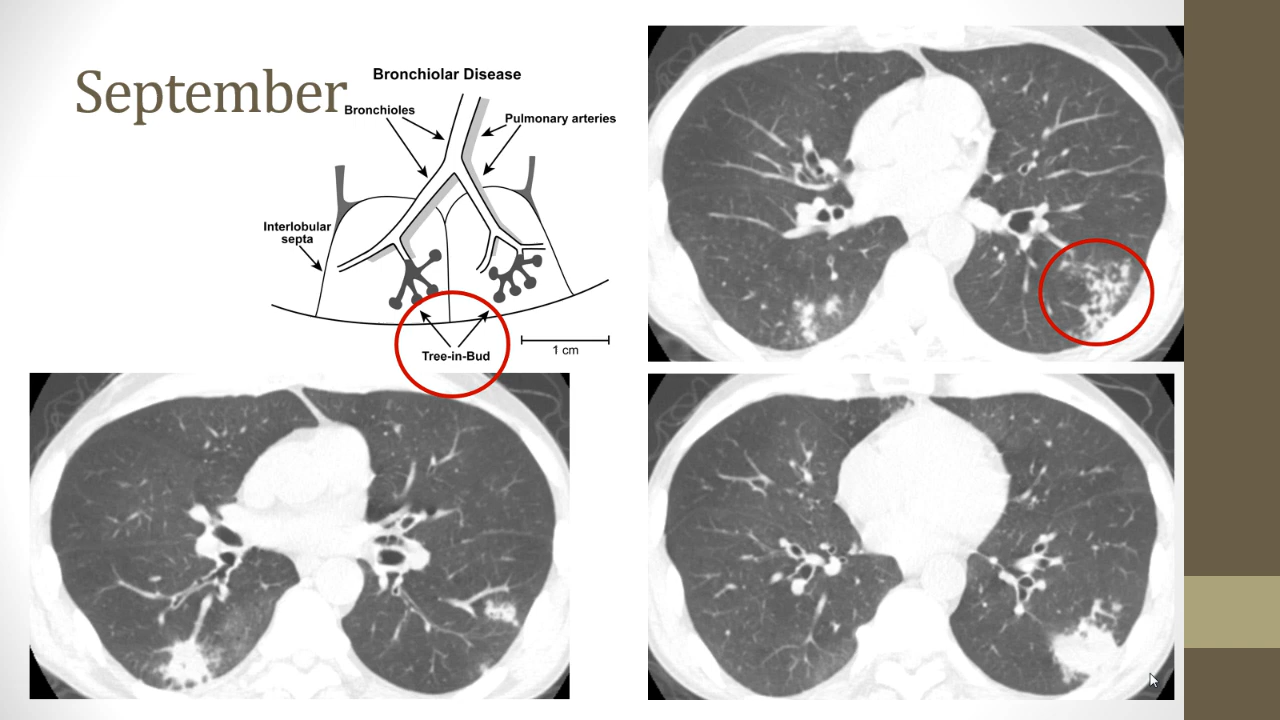 September
Bronchiolar Disease
Bronchioles
Pulmonary arteries
Interlobular
septa
Tree-in-Bud
1 cm